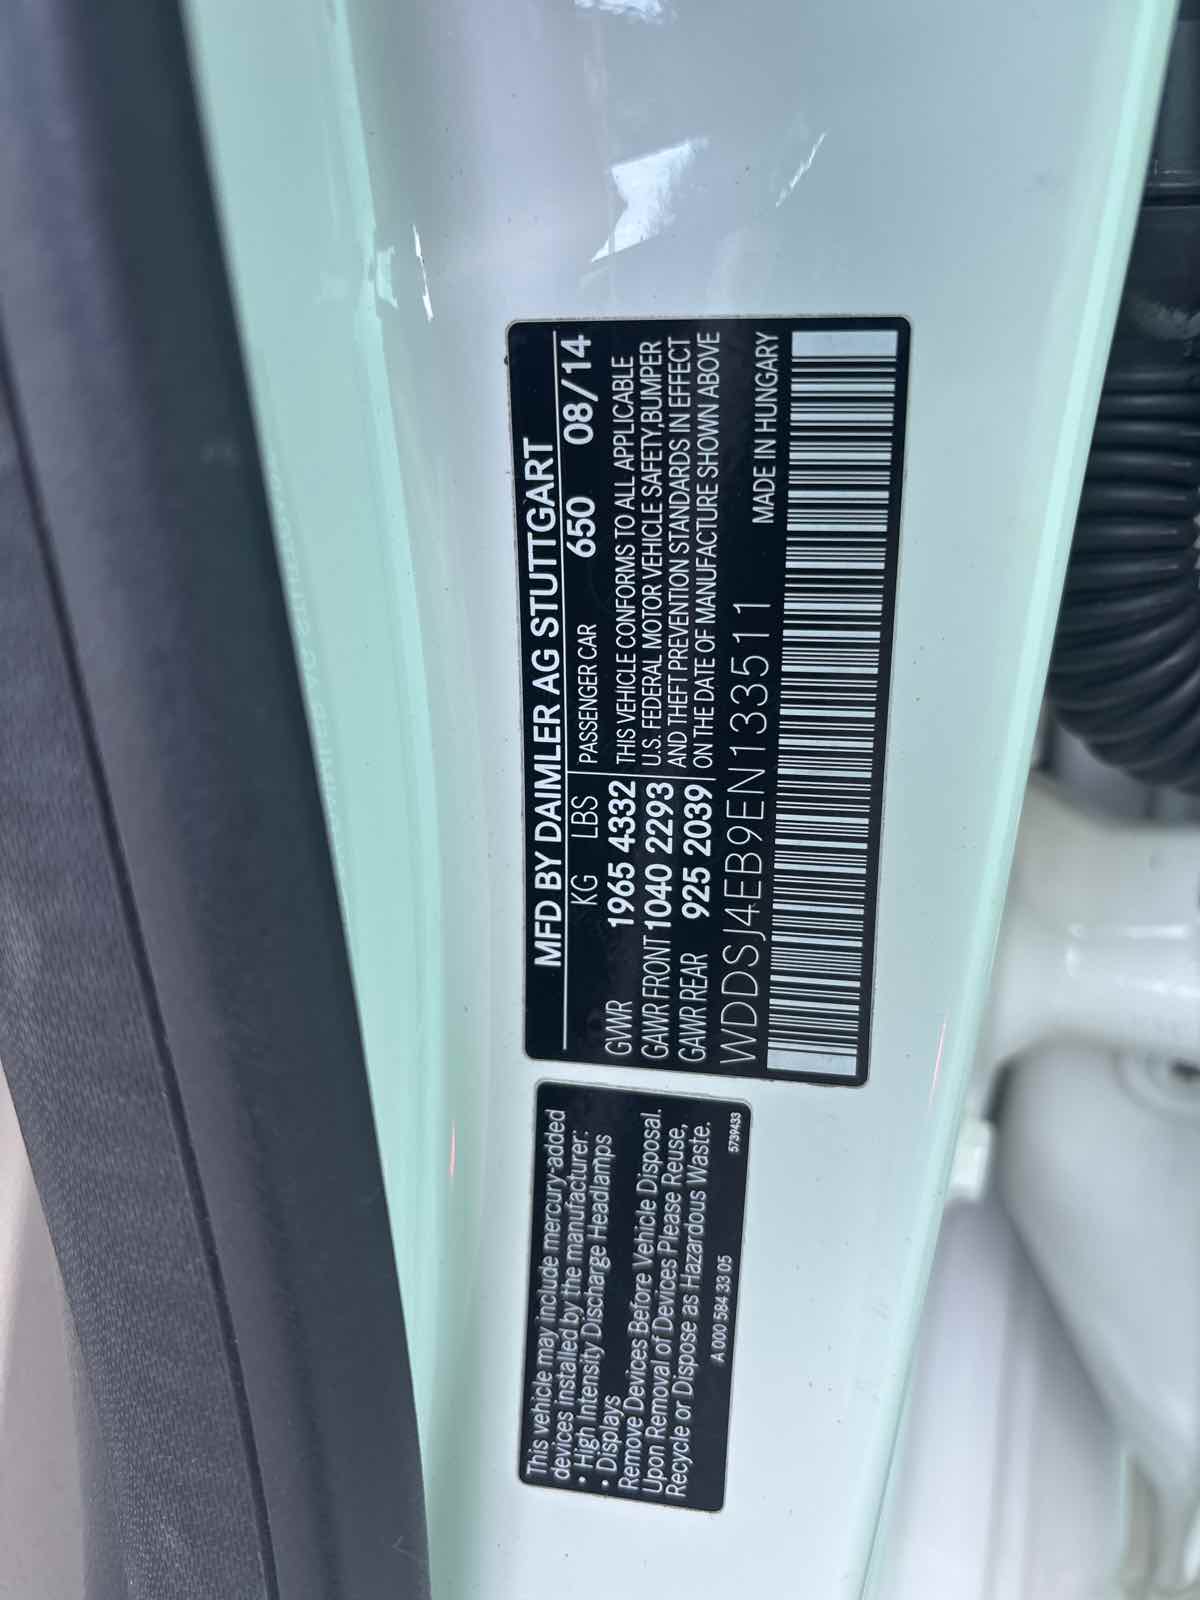 MFD BY DAIMLER AG STUTTGART
KG LBS PASSENGER CAR 650 08/14
GVWR 1965 4332 THIS VEHICLE CONFORMS TO ALL APPLICABLE
GAWR FRONT 1040 2293 U.S. FEDERAL MOTOR VEHICLE SAFETY,BUMPER
GAWR REAR 925 2039 AND THEFT PREVENTION STANDARDS IN EFFECT
ON THE DATE OF MANUFACTURE SHOWN ABOVE
WDDSJ4EB9EN133511 MADE IN HUNGARY
This vehicle may include mercury-added
devices installed by the manufacturer:
• High Intensity Discharge Headlamps
• Displays
Remove Devices Before Vehicle Disposal.
Upon Removal of Devices Please Reuse,
Recycle or Dispose as Hazardous Waste.
A 000 584 33 05 5739433